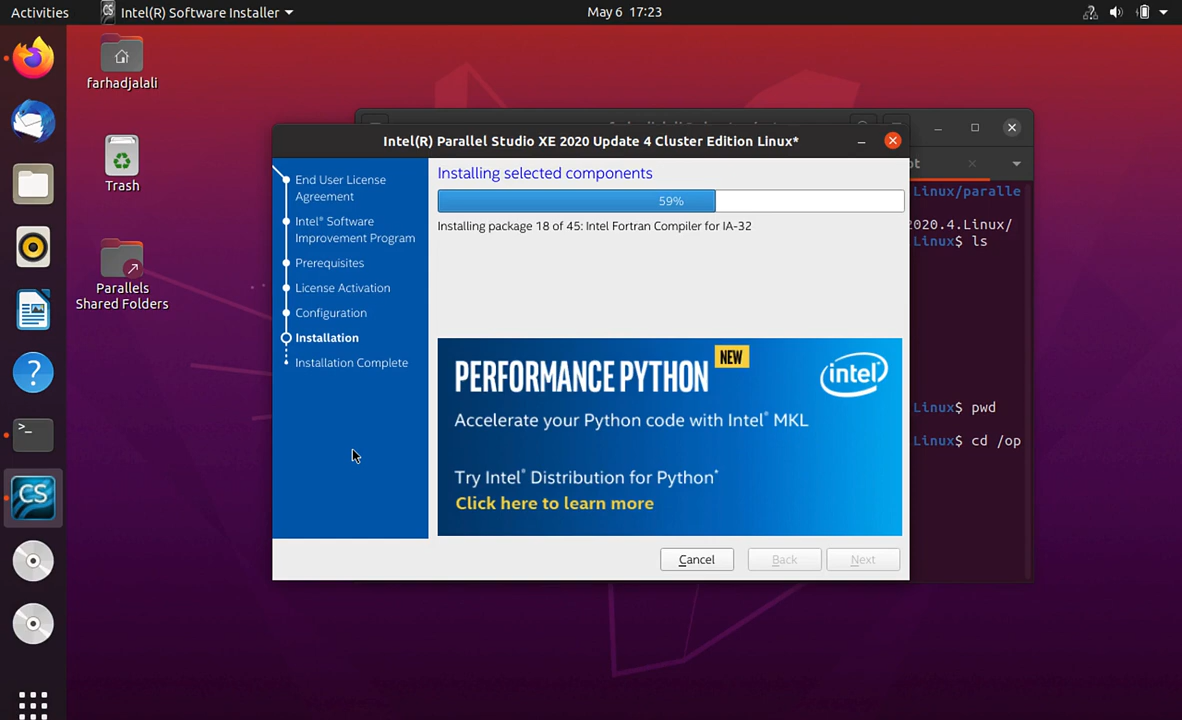 Activities
Intel(R) Software Installer
May 6 17:23
farhadjalali
Trash
Parallels
Shared Folders
Intel(R) Parallel Studio XE 2020 Update 4 Cluster Edition Linux*
End User License
Agreement
Intel® Software
Improvement Program
Prerequisites
License Activation
Configuration
Installation
Installation Complete
Installing selected components
59%
Installing package 18 of 45: Intel Fortran Compiler for IA-32
PERFORMANCE PYTHON NEW
intel
Accelerate your Python code with Intel® MKL
Try Intel® Distribution for Python*
Click here to learn more
Cancel
Back
Next
Linux/paralle
2020.4.Linux/
Linux$ ls
Linux$ pwd
Linux$ cd /op
CS